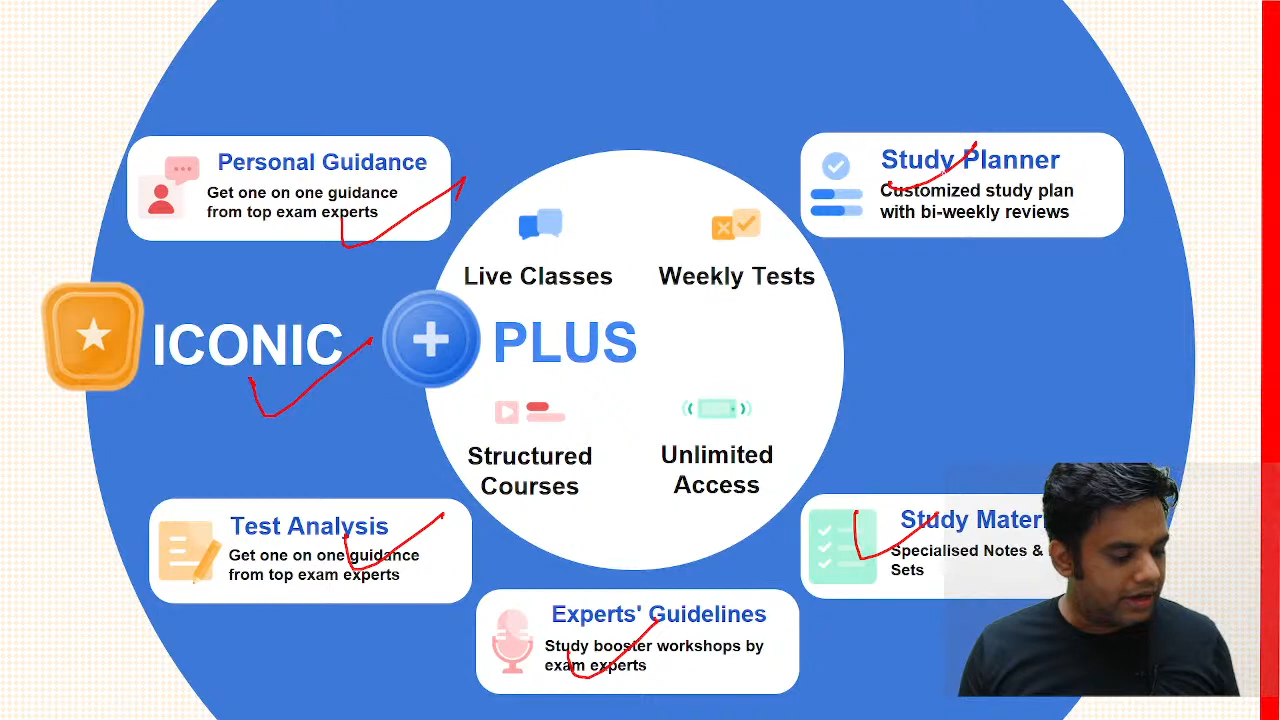 Personal Guidance
Get one on one guidance
from top exam experts
Study Planner
Customized study plan
with bi-weekly reviews
Live Classes
Weekly Tests
ICONIC
PLUS
Structured
Courses
Unlimited
Access
Test Analysis
Get one on one guidance
from top exam experts
Study
Specialised Notes &
Sets
Experts' Guidelines
Study booster workshops by
exam experts